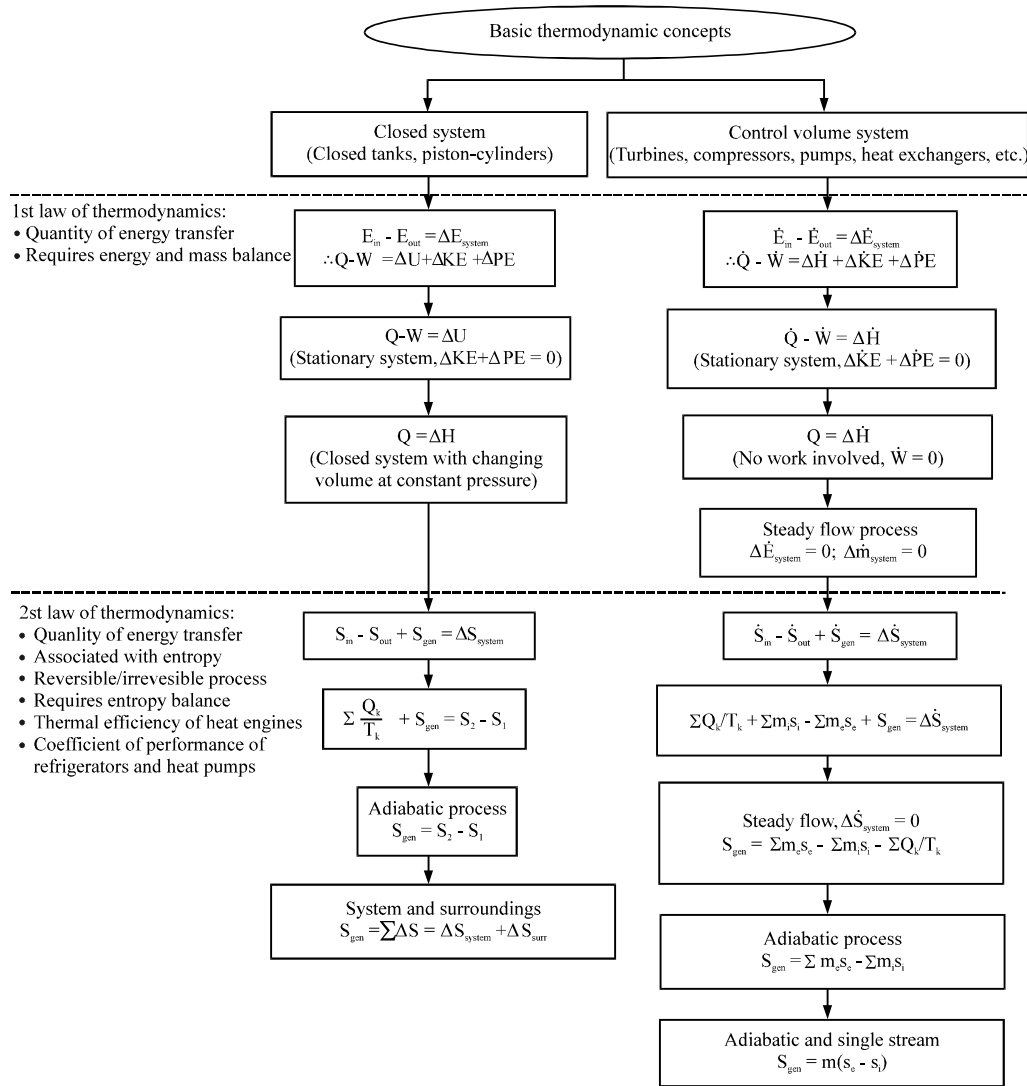 Basic thermodynamic concepts
Closed system
(Closed tanks, piston-cylinders)
Control volume system
(Turbines, compressors, pumps, heat exchangers, etc.)
1st law of thermodynamics:
• Quantity of energy transfer
• Requires energy and mass balance
E_in - E_out = ΔE_system
∴Q-W = ΔU+ΔKE +ΔPE
Ė_in - Ė_out = ΔĖ_system
∴Q̇ - Ẇ = ΔḢ + ΔK̇E + ΔṖE
Q-W = ΔU
(Stationary system, ΔKE+Δ PE = 0)
Q̇ - Ẇ = ΔḢ
(Stationary system, ΔK̇E + ΔṖE = 0)
Q = ΔH
(Closed system with changing
volume at constant pressure)
Q = ΔḢ
(No work involved, Ẇ = 0)
Steady flow process
ΔĖ_system = 0; Δṁ_system = 0
2st law of thermodynamics:
• Quanlity of energy transfer
• Associated with entropy
• Reversible/irrevesible process
• Requires entropy balance
• Thermal efficiency of heat engines
• Coefficient of performance of
refrigerators and heat pumps
S_in - S_out + S_gen = ΔS_system
Σ Q_k/T_k + S_gen = S_2 - S_1
Adiabatic process
S_gen = S_2 - S_1
System and surroundings
S_gen = ΣΔS = ΔS_system + Δ S_surr
Ṡ_in - Ṡ_out + Ṡ_gen = ΔṠ_system
ΣQ_k/T_k + Σm_is_i - Σm_es_e + S_gen = ΔṠ_system
Steady flow, ΔṠ_system = 0
S_gen = Σm_es_e - Σm_is_i - ΣQ_k/T_k
Adiabatic process
S_gen = Σ m_es_e - Σm_is_i
Adiabatic and single stream
S_gen = m(s_e - s_i)